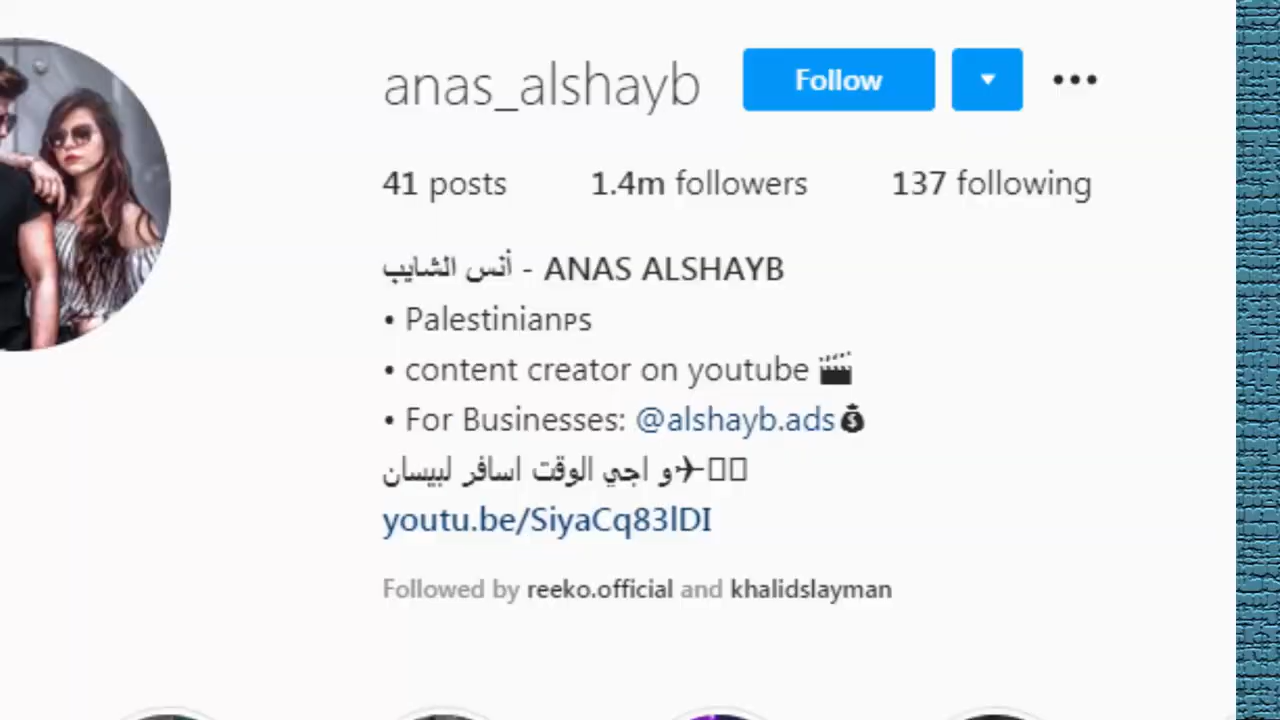 anas_alshayb Follow
41 posts 1.4m followers 137 following
أنس الشايب - ANAS ALSHAYB
• Palestinianᴘs
• content creator on youtube 🎬
• For Businesses: @alshayb.ads💰
و اجي الوقت اسافر لبيسان✈
youtu.be/SiyaCq83lDI
Followed by reeko.official and khalidslayman